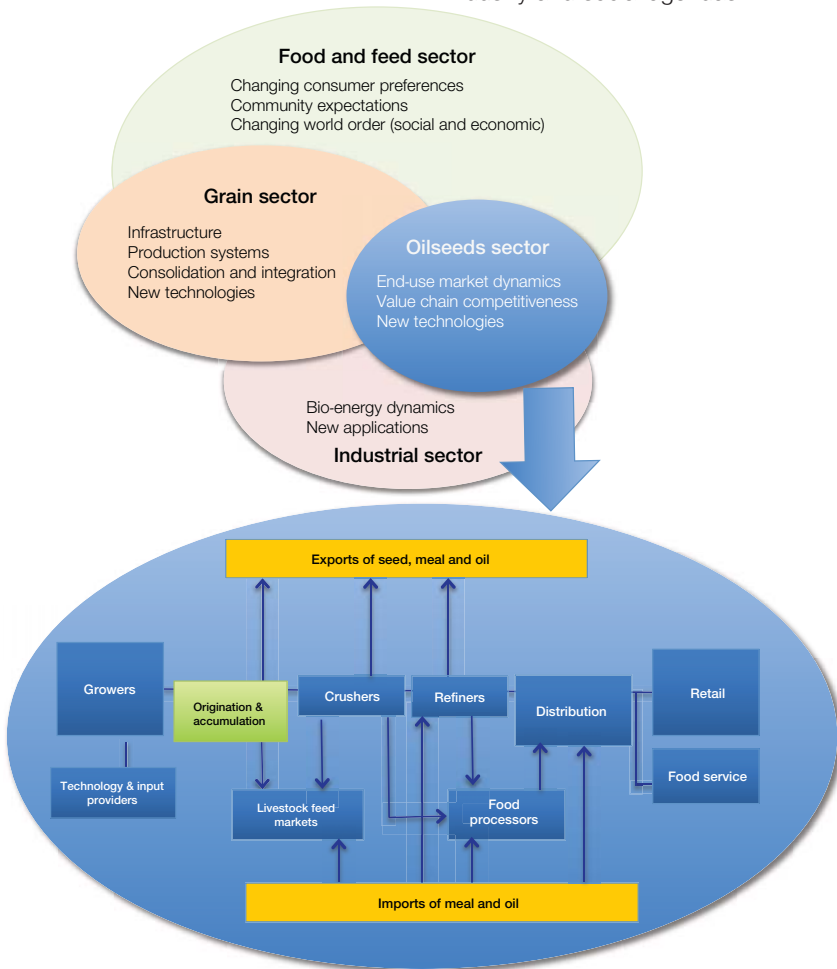 Food and feed sector
Changing consumer preferences
Community expectations
Changing world order (social and economic)
Grain sector
Infrastructure
Production systems
Consolidation and integration
New technologies
Oilseeds sector
End-use market dynamics
Value chain competitiveness
New technologies
Bio-energy dynamics
New applications
Industrial sector
Exports of seed, meal and oil
Growers
Origination &
accumulation
Crushers
Refiners
Distribution
Retail
Technology & input
providers
Livestock feed
markets
Food
processors
Food service
Imports of meal and oil